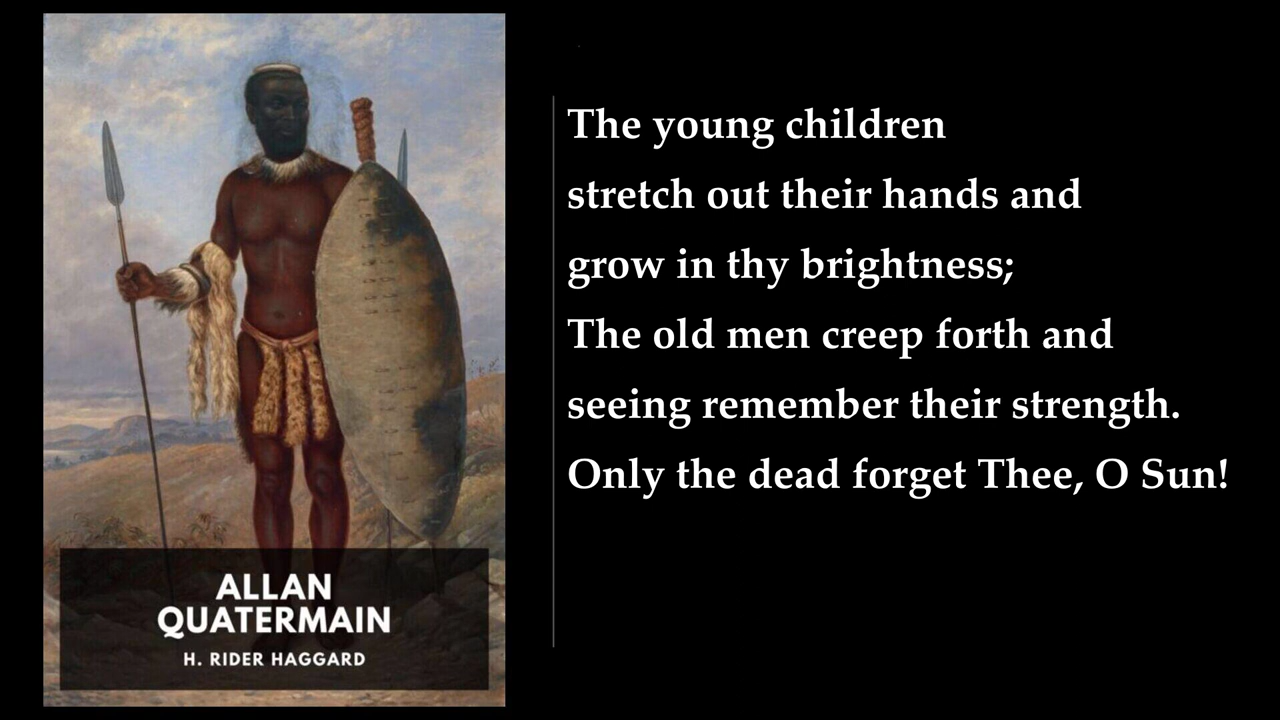 The young children
stretch out their hands and
grow in thy brightness;
The old men creep forth and
seeing remember their strength.
Only the dead forget Thee, O Sun!
ALLAN
QUATERMAIN
H. RIDER HAGGARD